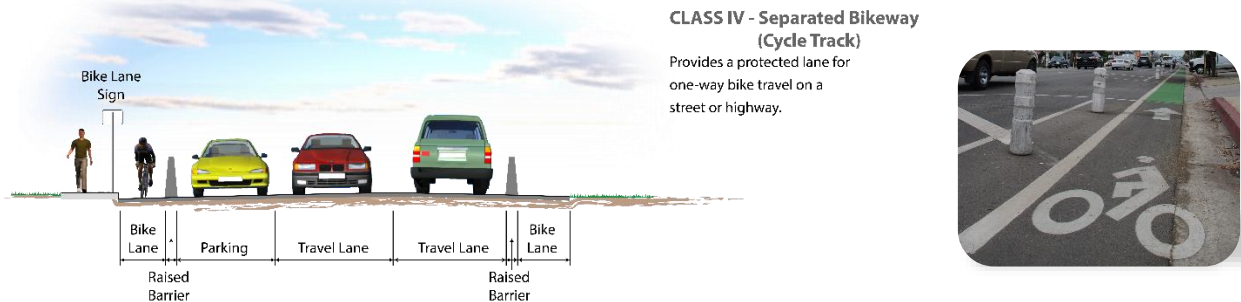 CLASS IV - Separated Bikeway
(Cycle Track)
Provides a protected lane for
one-way bike travel on a
street or highway.
Bike Lane
Sign
Bike
Lane
Parking
Travel Lane
Travel Lane
Bike
Lane
Raised
Barrier
Raised
Barrier